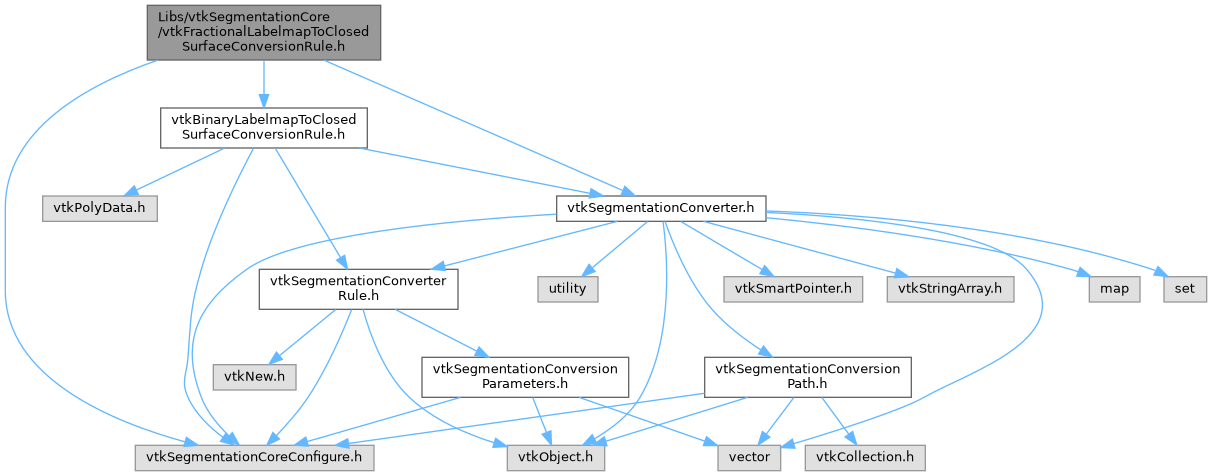 Libs/vtkSegmentationCore
/vtkFractionalLabelmapToClosed
SurfaceConversionRule.h
vtkBinaryLabelmapToClosed
SurfaceConversionRule.h
vtkPolyData.h
vtkSegmentationConverter.h
vtkSegmentationConverter
Rule.h
utility
vtkSmartPointer.h
vtkStringArray.h
map
set
vtkNew.h
vtkSegmentationConversion
Parameters.h
vtkSegmentationConversion
Path.h
vtkSegmentationCoreConfigure.h
vtkObject.h
vector
vtkCollection.h